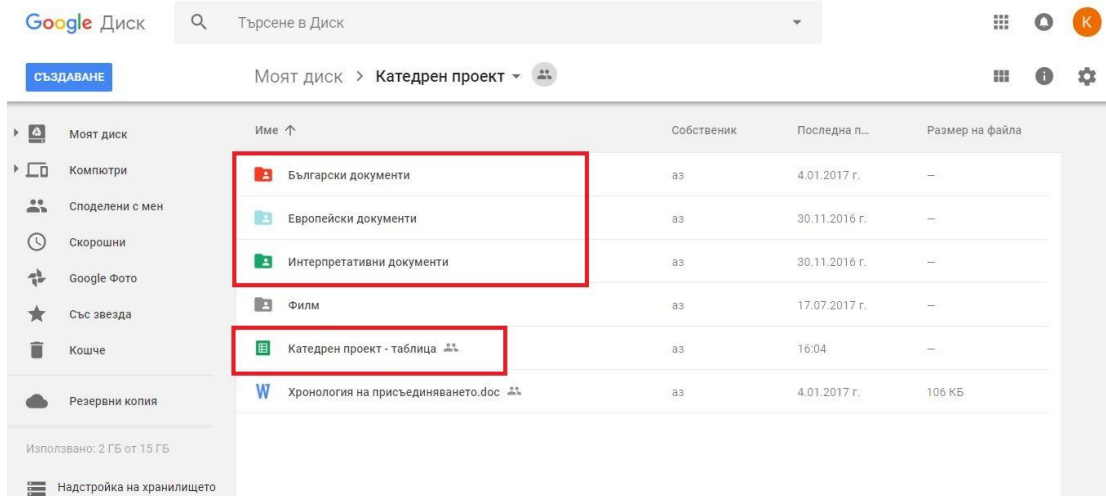 Google Диск Търсене в Диск К
СЪЗДАВАНЕ Моят диск > Катедрен проект
Име ↑ Собственик Последна п... Размер на файла
Моят диск
Компютри
Споделени с мен
Скорошни
Google Фото
Със звезда
Кошче
Резервни копия
Използвано: 2 ГБ от 15 ГБ
Надстройка на хранилището
Български документи аз 4.01.2017 г. –
Европейски документи аз 30.11.2016 г. –
Интерпретативни документи аз 30.11.2016 г. –
Филм аз 17.07.2017 г. –
Катедрен проект - таблица аз 16:04 –
W Хронология на присъединяването.doc аз 4.01.2017 г. 106 КБ